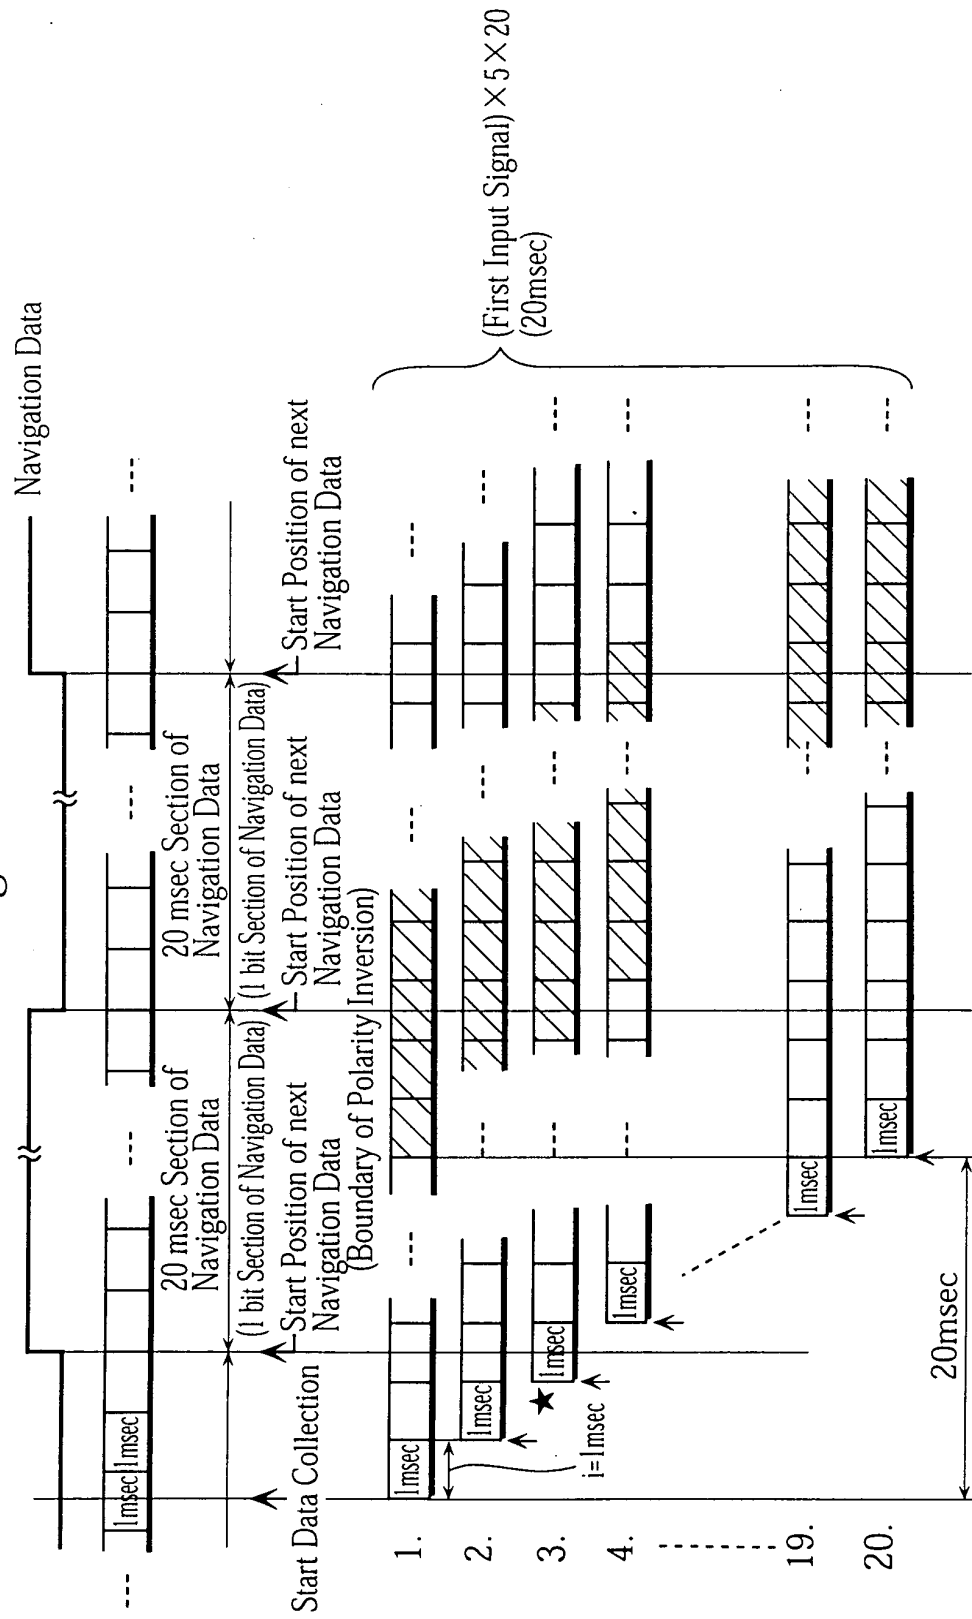 Navigation Data
1msec 1msec
20 msec Section of
Navigation Data
20 msec Section of
Navigation Data
(1 bit Section of Navigation Data)
(1 bit Section of Navigation Data)
Start Data Collection
Start Position of next
Navigation Data
(Boundary of Polarity Inversion)
Start Position of next
Navigation Data
Start Position of next
Navigation Data
1.
1msec
2.
1msec
3.
★
1msec
4.
1msec
i=1msec
19.
1msec
20.
1msec
20msec
(First Input Signal)×5×20
(20msec)